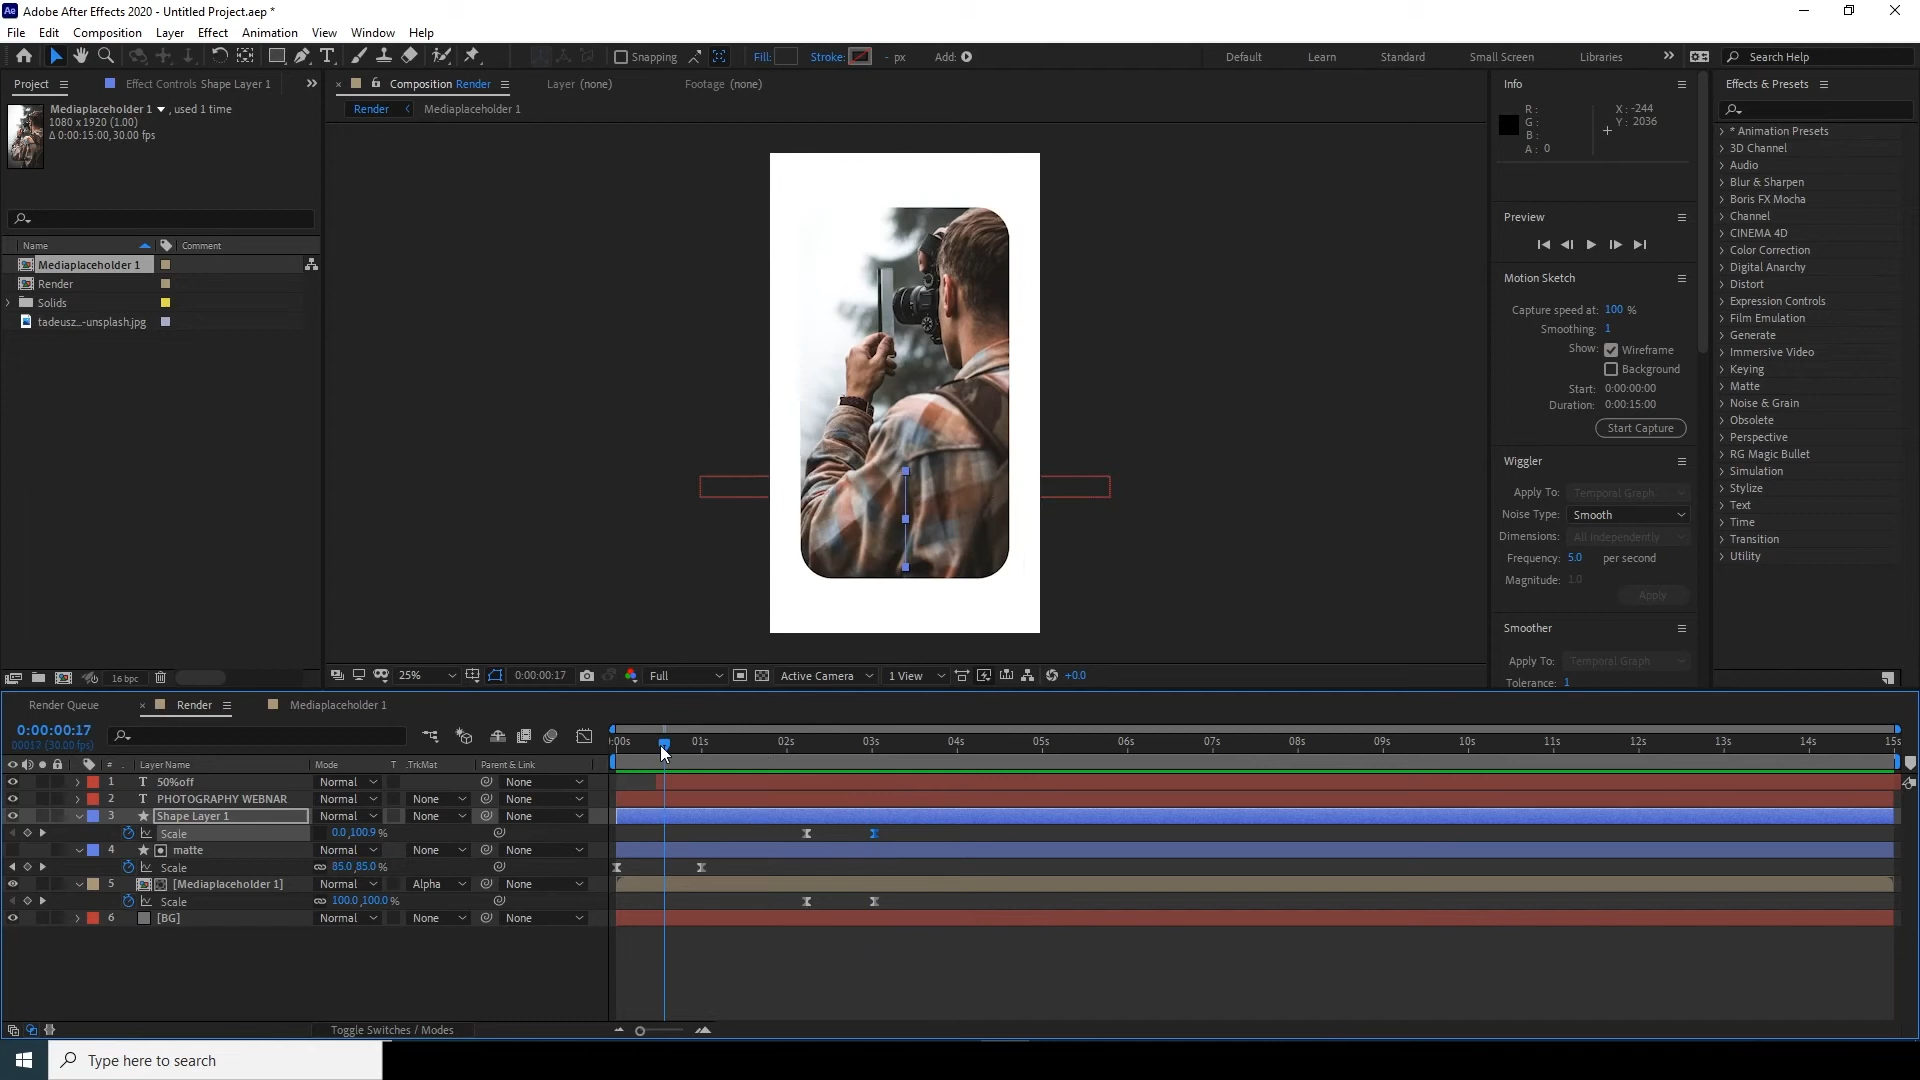 Adobe After Effects 2020 - Untitled Project.aep *
File Edit Composition Layer Effect Animation View Window Help
Snapping Fill: Stroke: - px Add: Default Learn Standard Small Screen Libraries Search Help
Project Effect Controls Shape Layer 1
Mediaplaceholder 1 , used 1 time
1080 x 1920 (1.00)
Δ 0:00:15:00, 30.00 fps
Name Comment
Mediaplaceholder 1
Render
Solids
tadeusz...-unsplash.jpg
16 bpc
Composition Render Layer (none) Footage (none)
Render Mediaplaceholder 1
25% 0:00:00:17 Full Active Camera 1 View +0.0
Info
R :
G :
B :
A : 0
X : -244
Y : 2036
Preview
Motion Sketch
Capture speed at: 100 %
Smoothing: 1
Show: Wireframe
Background
Start: 0:00:00:00
Duration: 0:00:15:00
Start Capture
Wiggler
Apply To: Temporal Graph
Noise Type: Smooth
Dimensions: All Independently
Frequency: 5.0 per second
Magnitude: 1.0
Apply
Smoother
Apply To: Temporal Graph
Tolerance: 1
Effects & Presets
* Animation Presets
3D Channel
Audio
Blur & Sharpen
Boris FX Mocha
Channel
CINEMA 4D
Color Correction
Digital Anarchy
Distort
Expression Controls
Film Emulation
Generate
Immersive Video
Keying
Matte
Noise & Grain
Obsolete
Perspective
RG Magic Bullet
Simulation
Stylize
Text
Time
Transition
Utility
Render Queue Render Mediaplaceholder 1
0:00:00:17
00017 (30.00 fps)
:00s 01s 02s 03s 04s 05s 06s 07s 08s 09s 10s 11s 12s 13s 14s 15s
# Layer Name Mode T .TrkMat Parent & Link
1 T 50%off Normal None
2 T PHOTOGRAPHY WEBNAR Normal None None
3 Shape Layer 1 Normal None None
Scale 0.0,100.9 %
4 matte Normal None None
Scale 85.0,85.0 %
5 [Mediaplaceholder 1] Normal Alpha None
Scale 100.0,100.0 %
6 [BG] Normal None None
Toggle Switches / Modes
Type here to search